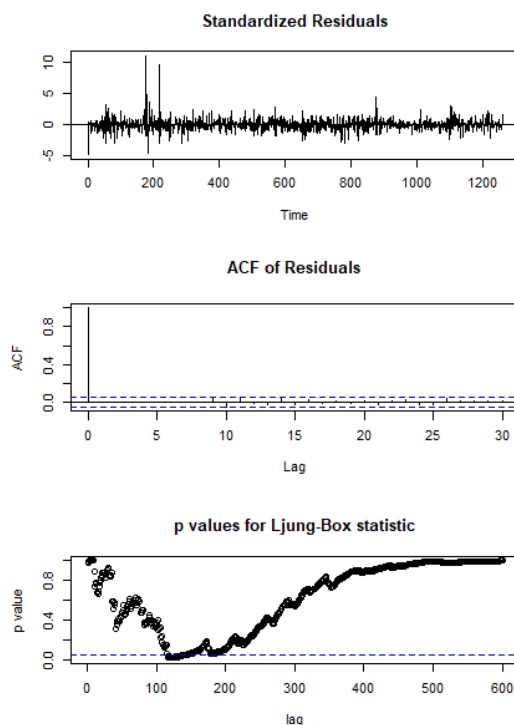 Standardized Residuals
10
5
0
-5
0 200 400 600 800 1000 1200
Time
ACF of Residuals
ACF
0.8
0.4
0.0
0 5 10 15 20 25 30
Lag
p values for Ljung-Box statistic
p value
0.8
0.4
0.0
0 100 200 300 400 500 600
lag